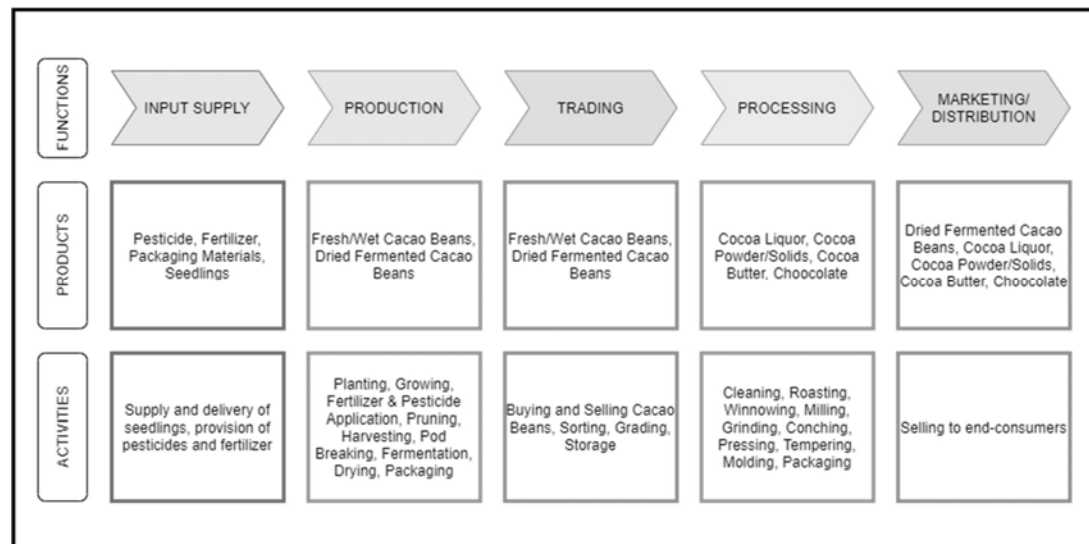 FUNCTIONS
INPUT SUPPLY
PRODUCTION
TRADING
PROCESSING
MARKETING/
DISTRIBUTION
PRODUCTS
Pesticide, Fertilizer,
Packaging Materials,
Seedlings
Fresh/Wet Cacao Beans,
Dried Fermented Cacao
Beans
Fresh/Wet Cacao Beans,
Dried Fermented Cacao
Beans
Cocoa Liquor, Cocoa
Powder/Solids, Cocoa
Butter, Choocolate
Dried Fermented Cacao
Beans, Cocoa Liquor,
Cocoa Powder/Solids,
Cocoa Butter, Choocolate
ACTIVITIES
Supply and delivery of
seedlings, provision of
pesticides and fertilizer
Planting, Growing,
Fertilizer & Pesticide
Application, Pruning,
Harvesting, Pod
Breaking, Fermentation,
Drying, Packaging
Buying and Selling Cacao
Beans, Sorting, Grading,
Storage
Cleaning, Roasting,
Winnowing, Milling,
Grinding, Conching,
Pressing, Tempering,
Molding, Packaging
Selling to end-consumers